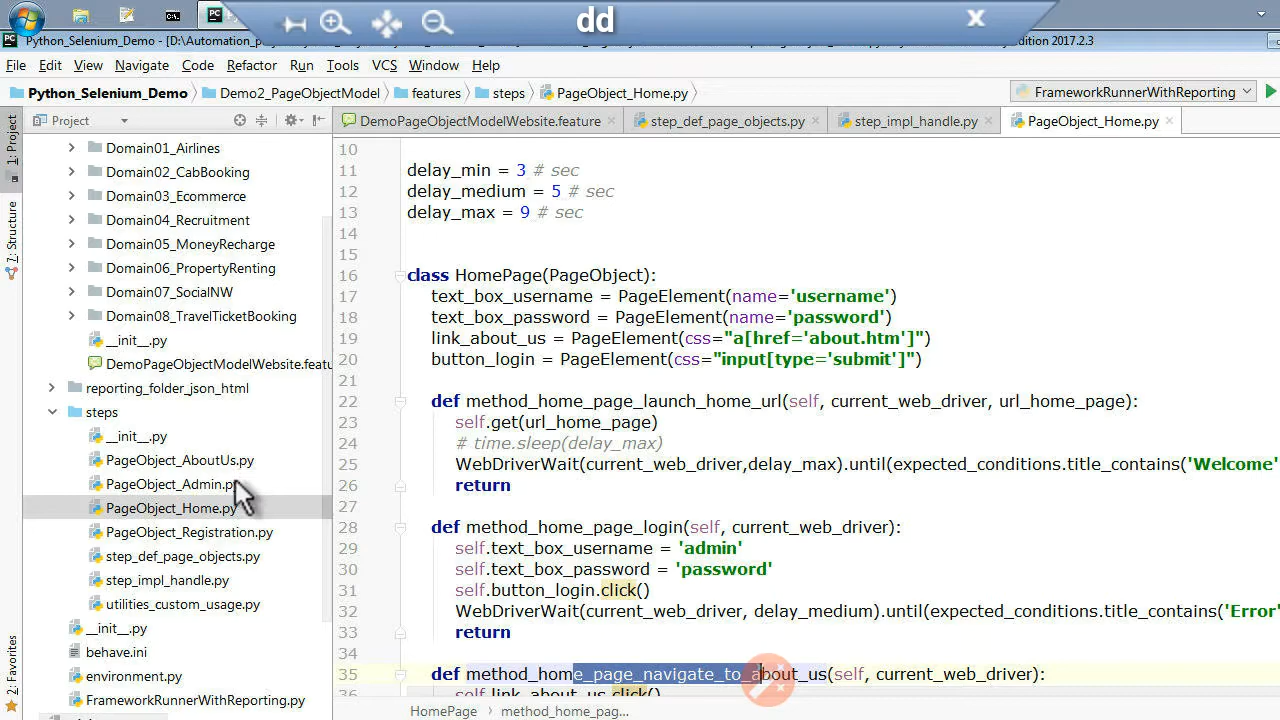 dd
Python_Selenium_Demo - [D:\Automation_
edition 2017.2.3
File Edit View Navigate Code Refactor Run Tools VCS Window Help
Python_Selenium_Demo Demo2_PageObjectModel features steps PageObject_Home.py
FrameworkRunnerWithReporting
Project
DemoPageObjectModelWebsite.feature step_def_page_objects.py step_impl_handle.py PageObject_Home.py
1: Project
7: Structure
2: Favorites
Domain01_Airlines
Domain02_CabBooking
Domain03_Ecommerce
Domain04_Recruitment
Domain05_MoneyRecharge
Domain06_PropertyRenting
Domain07_SocialNW
Domain08_TravelTicketBooking
__init__.py
DemoPageObjectModelWebsite.featu
reporting_folder_json_html
steps
__init__.py
PageObject_AboutUs.py
PageObject_Admin.py
PageObject_Home.py
PageObject_Registration.py
step_def_page_objects.py
step_impl_handle.py
utilities_custom_usage.py
__init__.py
behave.ini
environment.py
FrameworkRunnerWithReporting.py
10
11 delay_min = 3 # sec
12 delay_medium = 5 # sec
13 delay_max = 9 # sec
14
15
16 class HomePage(PageObject):
17 text_box_username = PageElement(name='username')
18 text_box_password = PageElement(name='password')
19 link_about_us = PageElement(css="a[href='about.htm']")
20 button_login = PageElement(css="input[type='submit']")
21
22 def method_home_page_launch_home_url(self, current_web_driver, url_home_page):
23 self.get(url_home_page)
24 # time.sleep(delay_max)
25 WebDriverWait(current_web_driver,delay_max).until(expected_conditions.title_contains('Welcome'
26 return
27
28 def method_home_page_login(self, current_web_driver):
29 self.text_box_username = 'admin'
30 self.text_box_password = 'password'
31 self.button_login.click()
32 WebDriverWait(current_web_driver, delay_medium).until(expected_conditions.title_contains('Error'
33 return
34
35 def method_home_page_navigate_to_about_us(self, current_web_driver):
36 self.link_about_us.click()
HomePage method_home_pag...